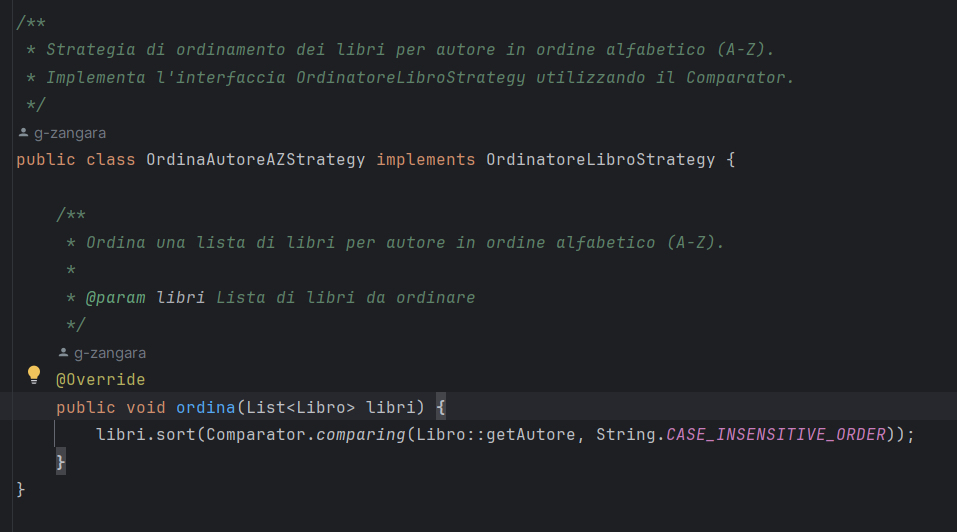 /**
 * Strategia di ordinamento dei libri per autore in ordine alfabetico (A-Z).
 * Implementa l'interfaccia OrdinatoreLibroStrategy utilizzando il Comparator.
 */
g-zangara
public class OrdinaAutoreAZStrategy implements OrdinatoreLibroStrategy {
    /**
     * Ordina una lista di libri per autore in ordine alfabetico (A-Z).
     *
     * @param libri Lista di libri da ordinare
     */
    g-zangara
    @Override
    public void ordina(List<Libro> libri) {
        libri.sort(Comparator.comparing(Libro::getAutore, String.CASE_INSENSITIVE_ORDER));
    }
}